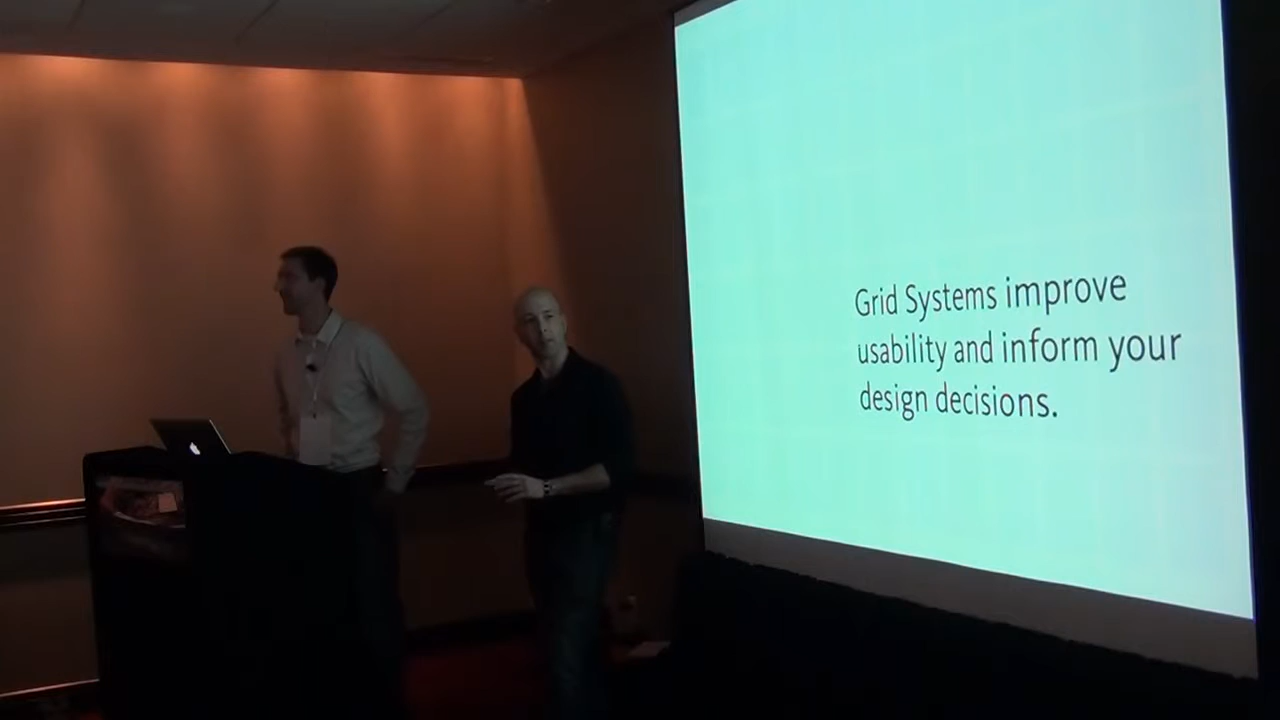 Grid Systems improve
usability and inform your
design decisions.